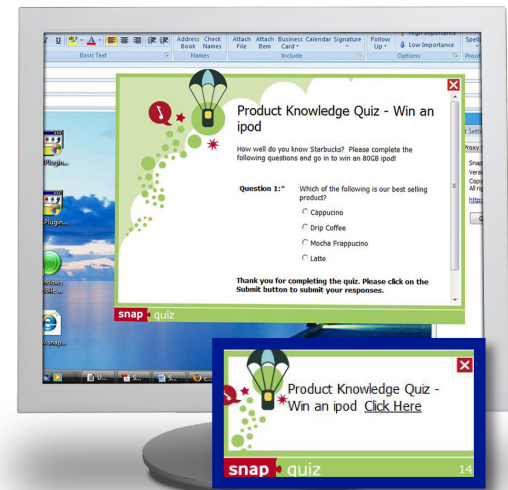 Address Check
Book Names
Attach Attach Business Calendar Signature
File Item Card
Follow
Up
High Importance
Low Importance
Basic Text
Names
Include
Options
Product Knowledge Quiz - Win an
ipod
How well do you know Starbucks? Please complete the
following questions and go in to win an 80GB ipod!
Question 1:*
Which of the following is our best selling
product?
Cappucino
Drip Coffee
Mocha Frappucino
Latte
Thank you for completing the quiz. Please click on the
Submit button to submit your responses.
snap quiz
Product Knowledge Quiz -
Win an ipod Click Here
snap quiz
14